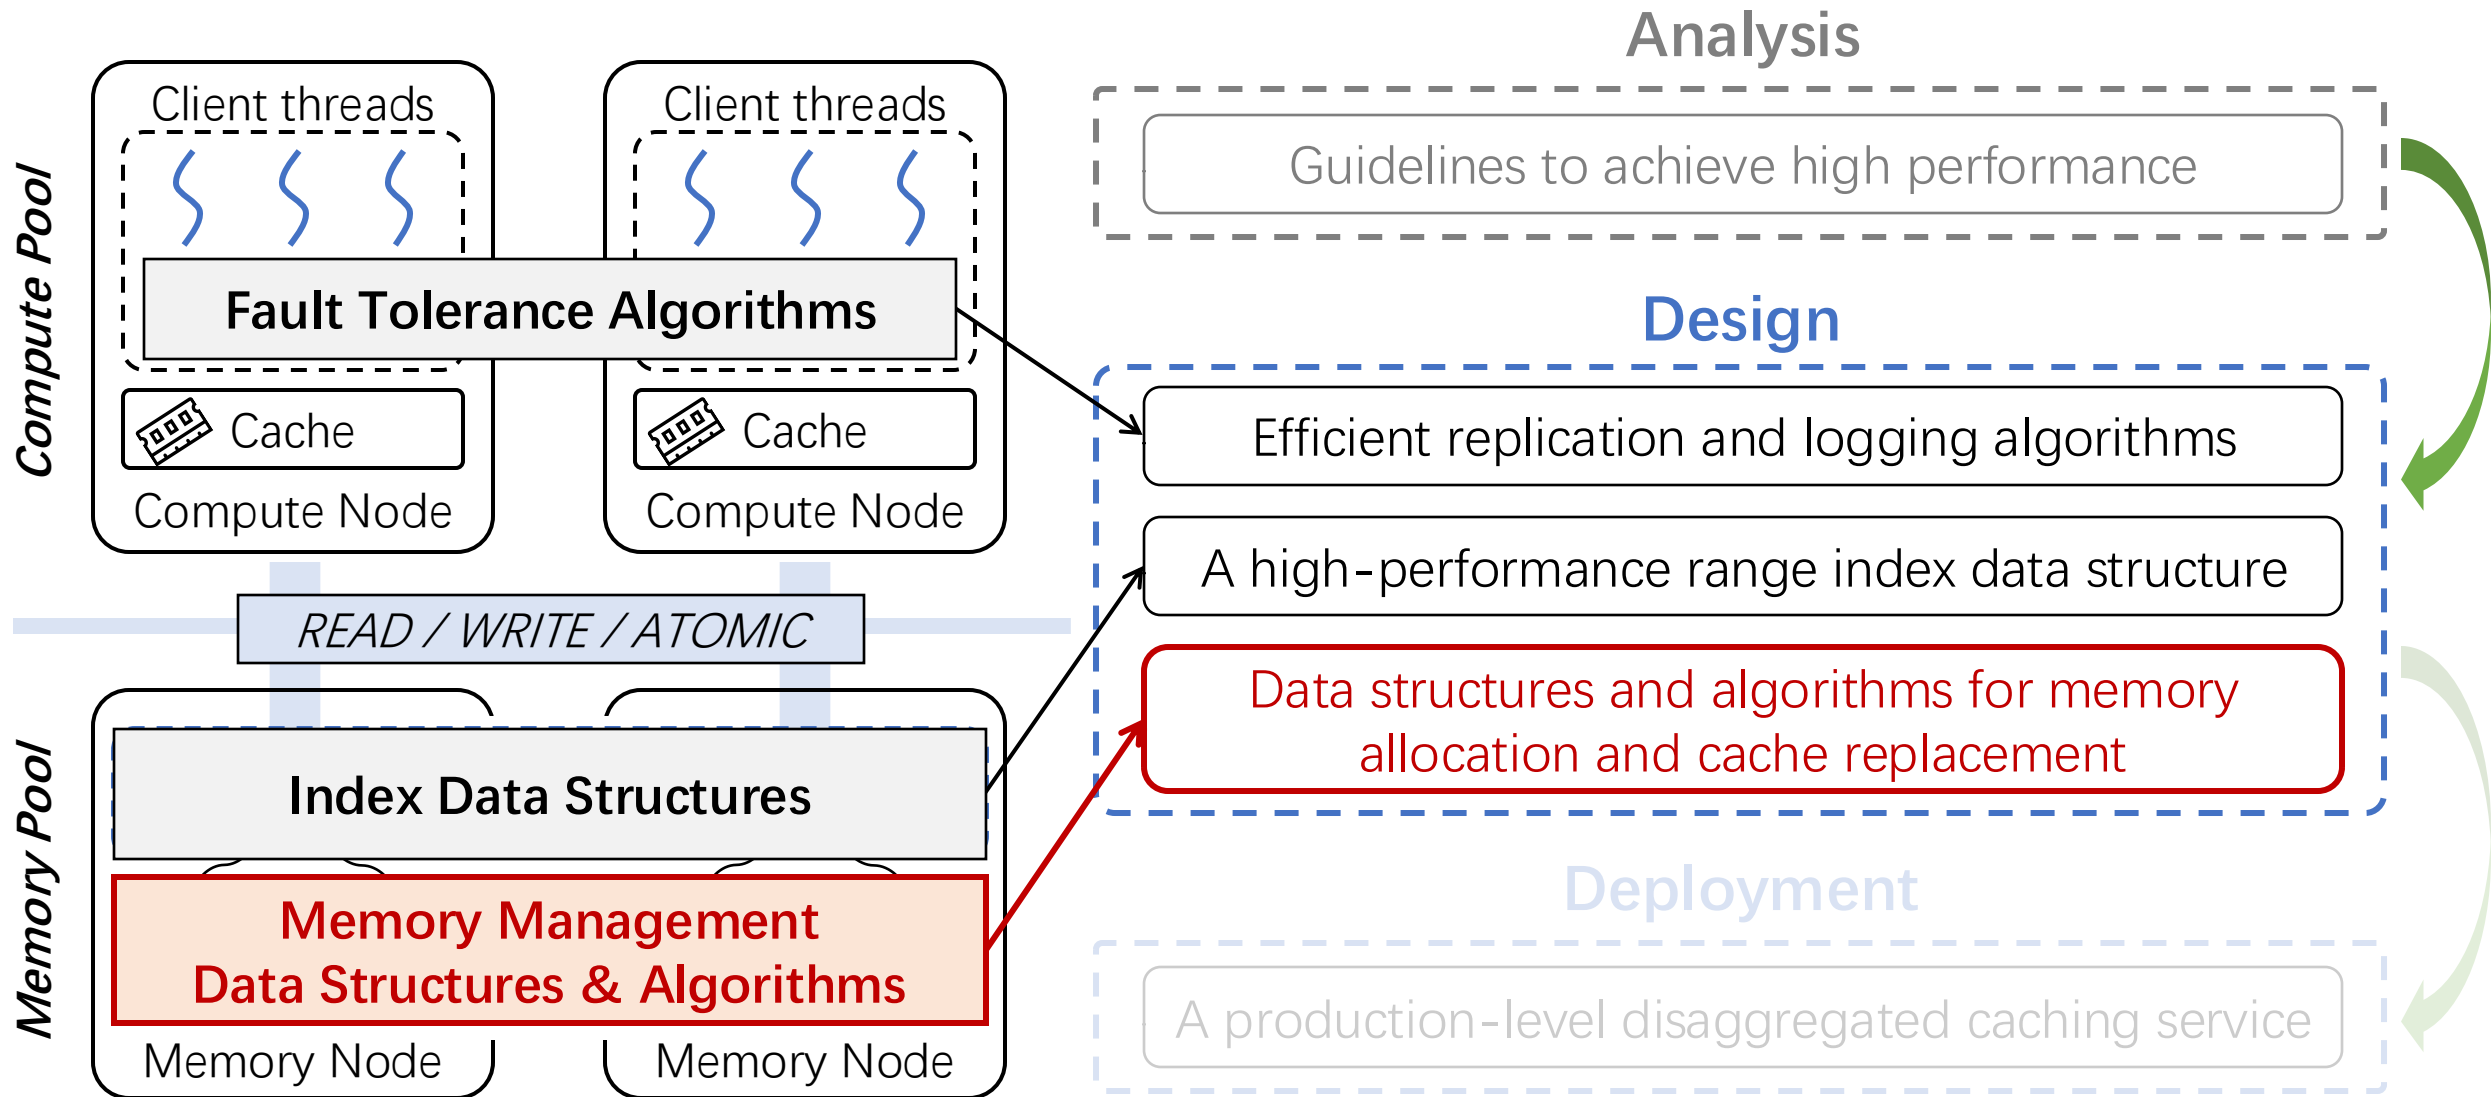 Compute Pool
Client threads
Client threads
Fault Tolerance Algorithms
Cache
Cache
Compute Node
Compute Node
READ / WRITE / ATOMIC
Memory Pool
Index Data Structures
Memory Management
Data Structures & Algorithms
Memory Node
Memory Node
Analysis
Guidelines to achieve high performance
Design
Efficient replication and logging algorithms
A high-performance range index data structure
Data structures and algorithms for memory
allocation and cache replacement
Deployment
A production-level disaggregated caching service